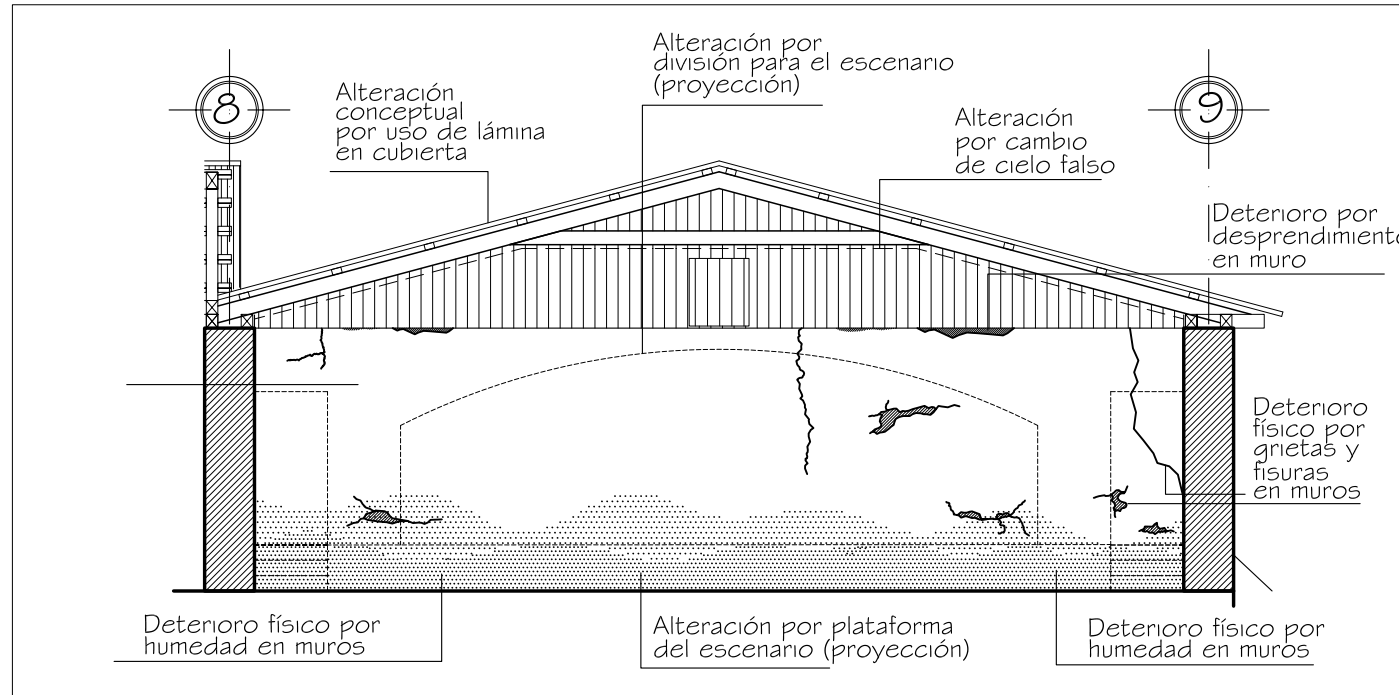 8
Alteración
conceptual
por uso de lámina
en cubierta
Alteración por
división para el escenario
(proyección)
Alteración
por cambio
de cielo falso
9
Deterioro por
desprendimiento
en muro
Deterioro
físico por
grietas y
fisuras
en muros
Deterioro físico por
humedad en muros
Alteración por plataforma
del escenario (proyección)
Deterioro físico por
humedad en muros